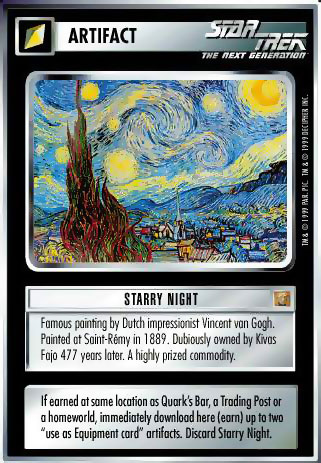 ARTIFACT
STAR TREK
THE NEXT GENERATION
TM & © 1999 PAR. PIC. TM & © 1999 DECIPHER INC.
STARRY NIGHT
Famous painting by Dutch impressionist Vincent van Gogh.
Painted at Saint-Rémy in 1889. Dubiously owned by Kivas
Fajo 477 years later. A highly prized commodity.
If earned at same location as Quark's Bar, a Trading Post or
a homeworld, immediately download here (earn) up to two
"use as Equipment card" artifacts. Discard Starry Night.